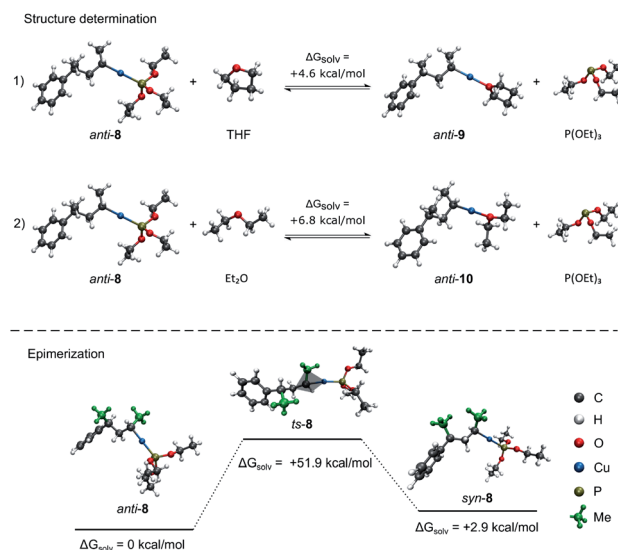 Structure determination
1)
+
ΔGsolv =
+4.6 kcal/mol
+
anti-8
THF
anti-9
P(OEt)₃
2)
+
ΔGsolv =
+6.8 kcal/mol
+
anti-8
Et₂O
anti-10
P(OEt)₃
Epimerization
ts-8
ΔGsolv = +51.9 kcal/mol
anti-8
ΔGsolv = 0 kcal/mol
syn-8
ΔGsolv = +2.9 kcal/mol
C
H
O
Cu
P
Me